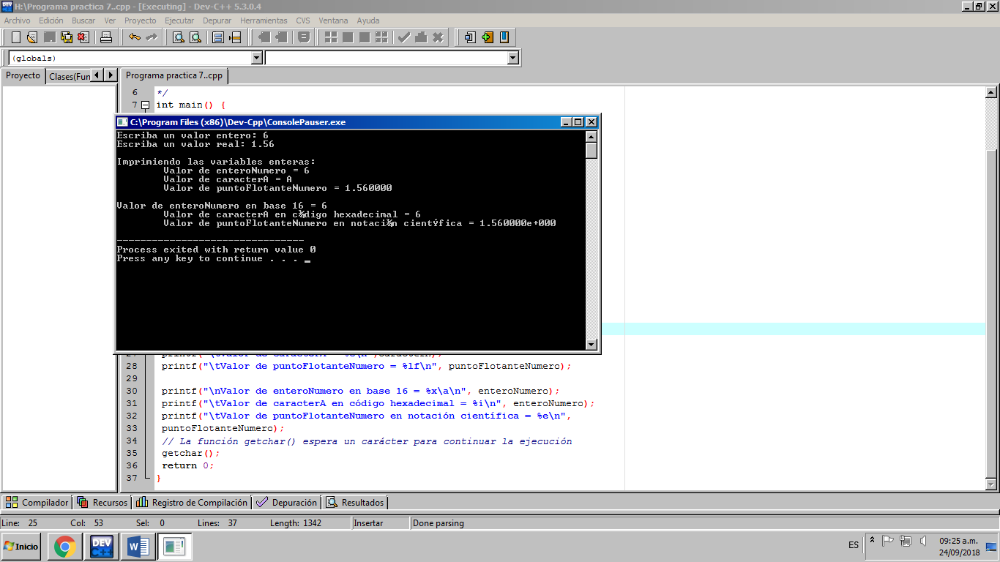 H:\Programa practica 7..cpp - [Executing] - Dev-C++ 5.3.0.4
Archivo Edición Buscar Ver Proyecto Ejecutar Depurar Herramientas CVS Ventana Ayuda
(globals)
Proyecto Clases(Fun
Programa practica 7..cpp
6 */
7 int main() {
C:\Program Files (x86)\Dev-Cpp\ConsolePauser.exe
Escriba un valor entero: 6
Escriba un valor real: 1.56
Imprimiendo las variables enteras:
Valor de enteroNumero = 6
Valor de caracterA = A
Valor de puntoFlotanteNumero = 1.560000
Valor de enteroNumero en base 16 = 6
Valor de caracterA en c¾digo hexadecimal = 6
Valor de puntoFlotanteNumero en notaci¾n cientýfica = 1.560000e+000
--------------------------------
Process exited with return value 0
Press any key to continue . . . _
28 printf("\tValor de puntoFlotanteNumero = %lf\n", puntoFlotanteNumero);
29
30 printf("\nValor de enteroNumero en base 16 = %x\a\n", enteroNumero);
31 printf("\tValor de caracterA en código hexadecimal = %i\n", enteroNumero);
32 printf("\tValor de puntoFlotanteNumero en notación científica = %e\n",
33 puntoFlotanteNumero);
34 // La función getchar() espera un carácter para continuar la ejecución
35 getchar();
36 return 0;
37 }
Compilador Recursos Registro de Compilación Depuración Resultados
Line: 25 Col: 53 Sel: 0 Lines: 37 Length: 1342 Insertar Done parsing
Inicio DEV C++ W ES 09:25 a.m.
24/09/2018